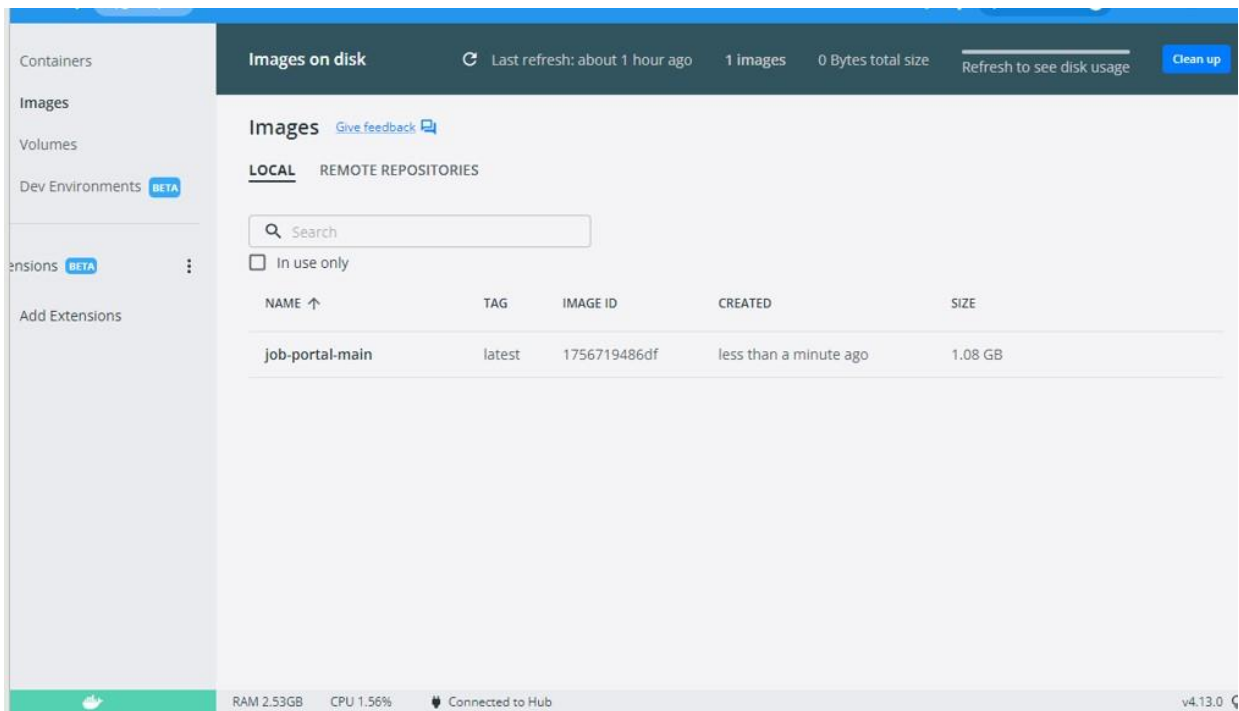 Containers
Images
Volumes
Dev Environments BETA
ensions BETA
Add Extensions
Images on disk Last refresh: about 1 hour ago 1 images 0 Bytes total size Refresh to see disk usage Clean up
Images Give feedback
LOCAL REMOTE REPOSITORIES
Search
In use only
NAME TAG IMAGE ID CREATED SIZE
job-portal-main latest 1756719486df less than a minute ago 1.08 GB
RAM 2.53GB CPU 1.56% Connected to Hub v4.13.0